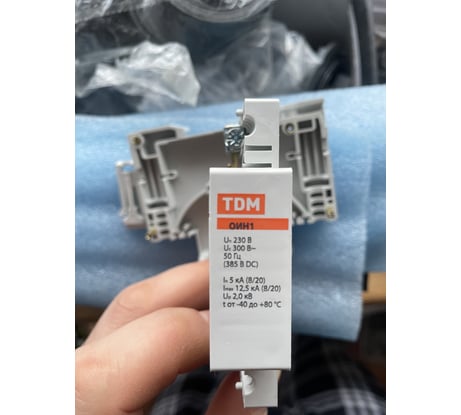 TDM
ОИН1
Uₙ 230 В
Uс 300 В~
50 Гц
(385 В DC)
Iₙ 5 кА (8/20)
Iₘₐₓ 12,5 кА (8/20)
Uₚ 2,0 кВ
t от -40 до +80 °C